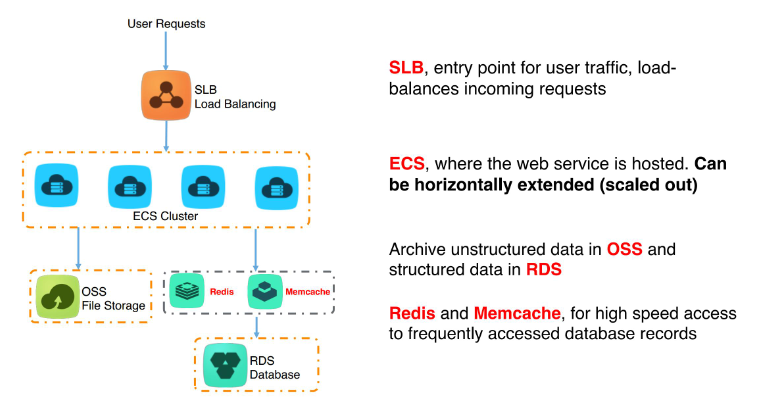 User Requests
SLB
Load Balancing
ECS Cluster
OSS
File Storage
Redis
Memcache
RDS
Database
SLB, entry point for user traffic, load-
balances incoming requests
ECS, where the web service is hosted. Can
be horizontally extended (scaled out)
Archive unstructured data in OSS and
structured data in RDS
Redis and Memcache, for high speed access
to frequently accessed database records